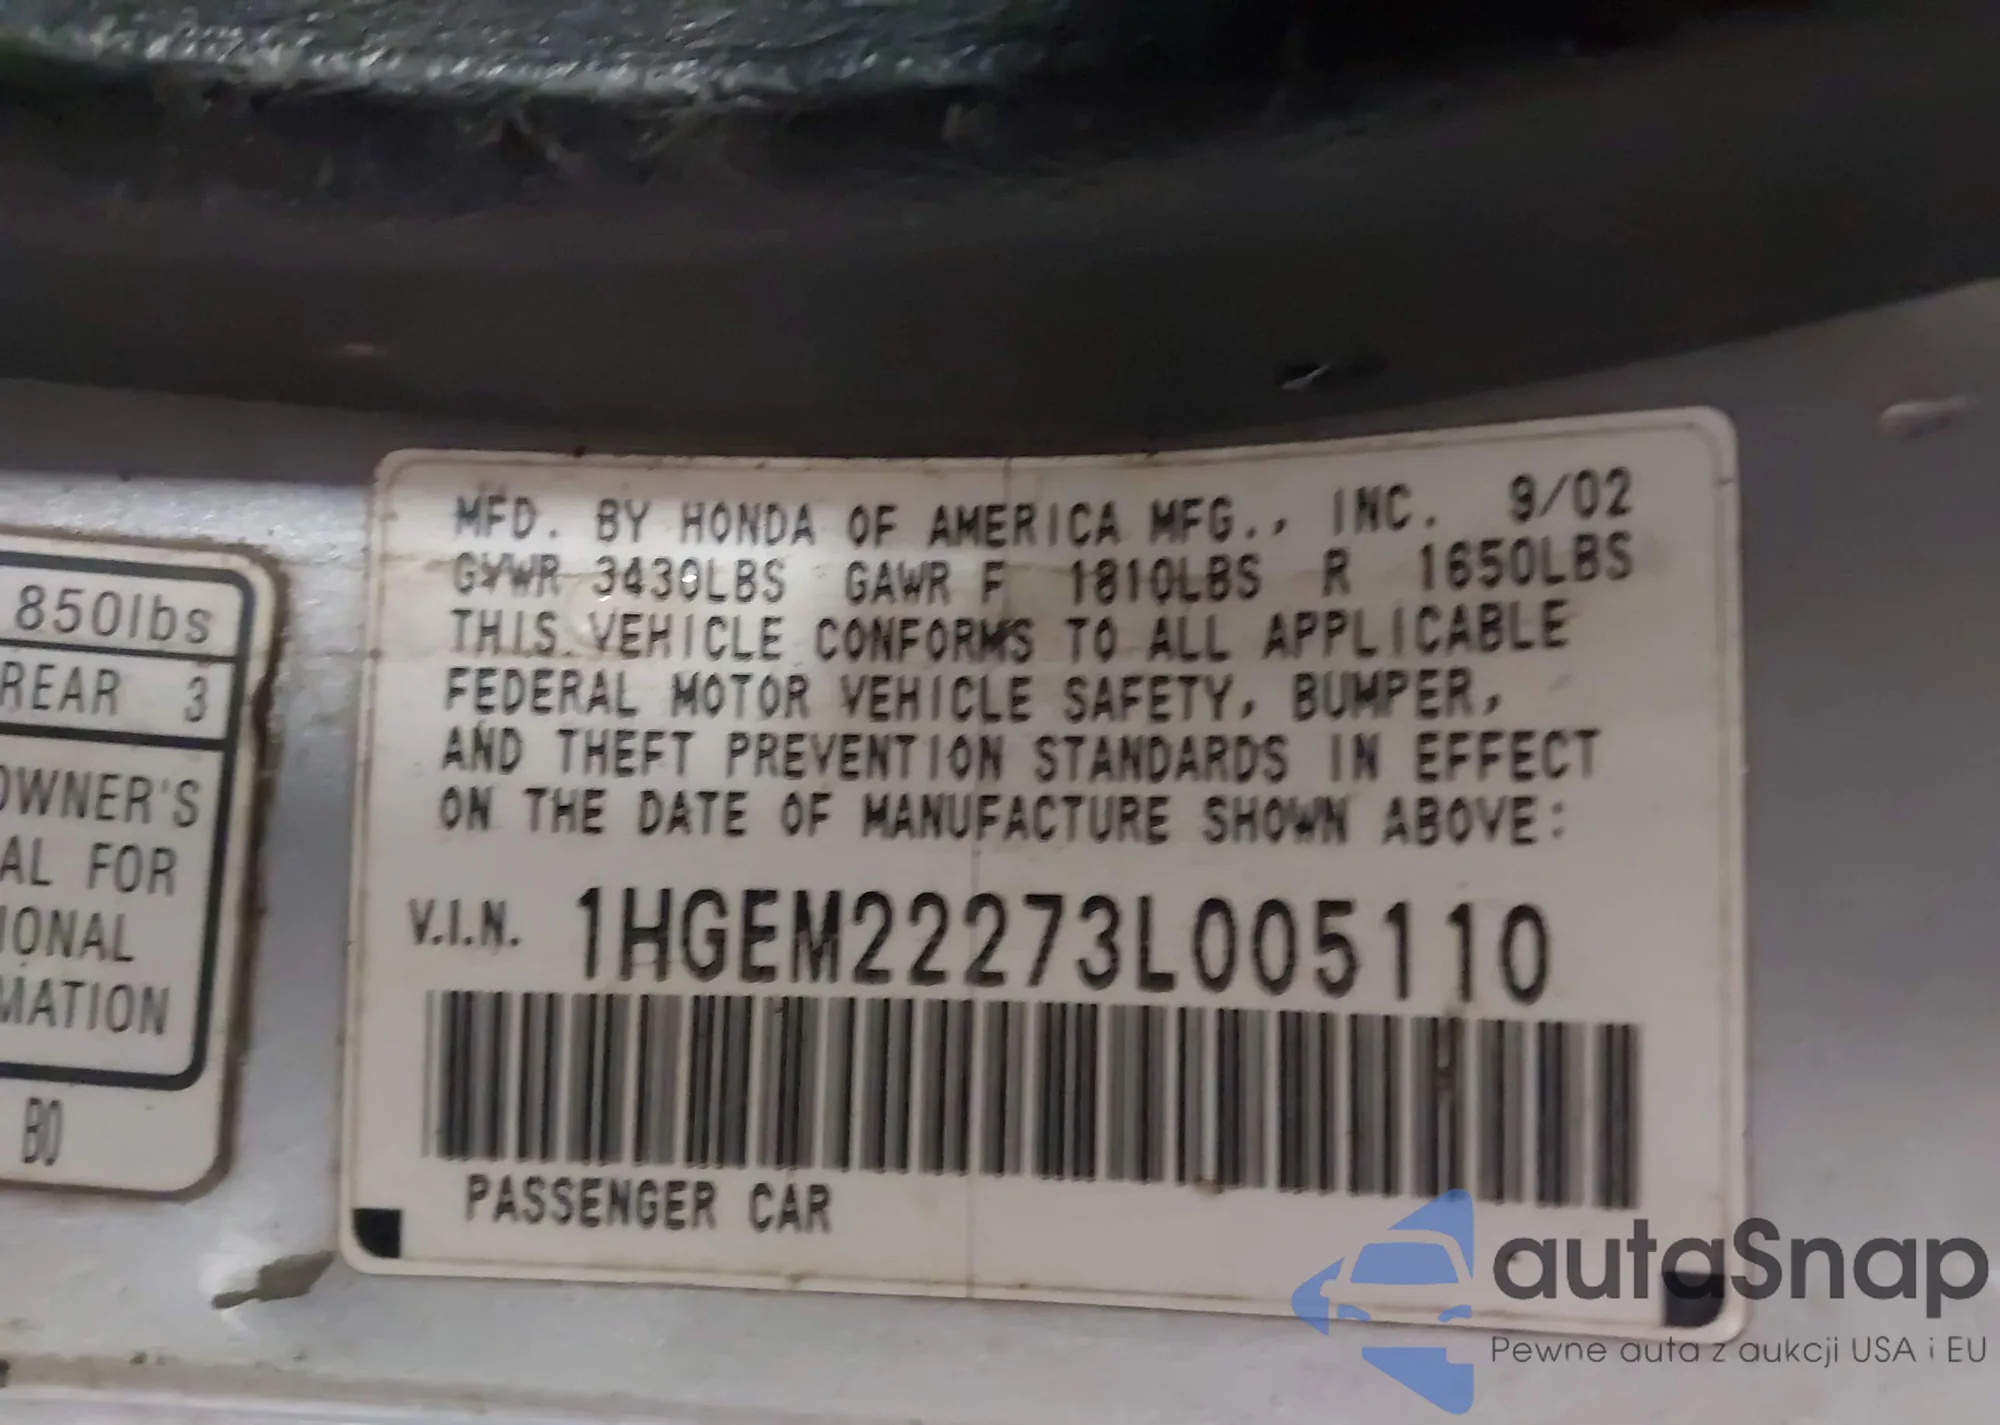 850lbs
REAR 3
OWNER'S
AL FOR
IONAL
MATION
B0
MFD. BY HONDA OF AMERICA MFG., INC. 9/02
GVWR 3430LBS GAWR F 1810LBS R 1650LBS
THIS VEHICLE CONFORMS TO ALL APPLICABLE
FEDERAL MOTOR VEHICLE SAFETY, BUMPER,
AND THEFT PREVENTION STANDARDS IN EFFECT
ON THE DATE OF MANUFACTURE SHOWN ABOVE:
V.I.N. 1HGEM22273L005110
PASSENGER CAR
autaSnap
Pewne auta z aukcji USA i EU